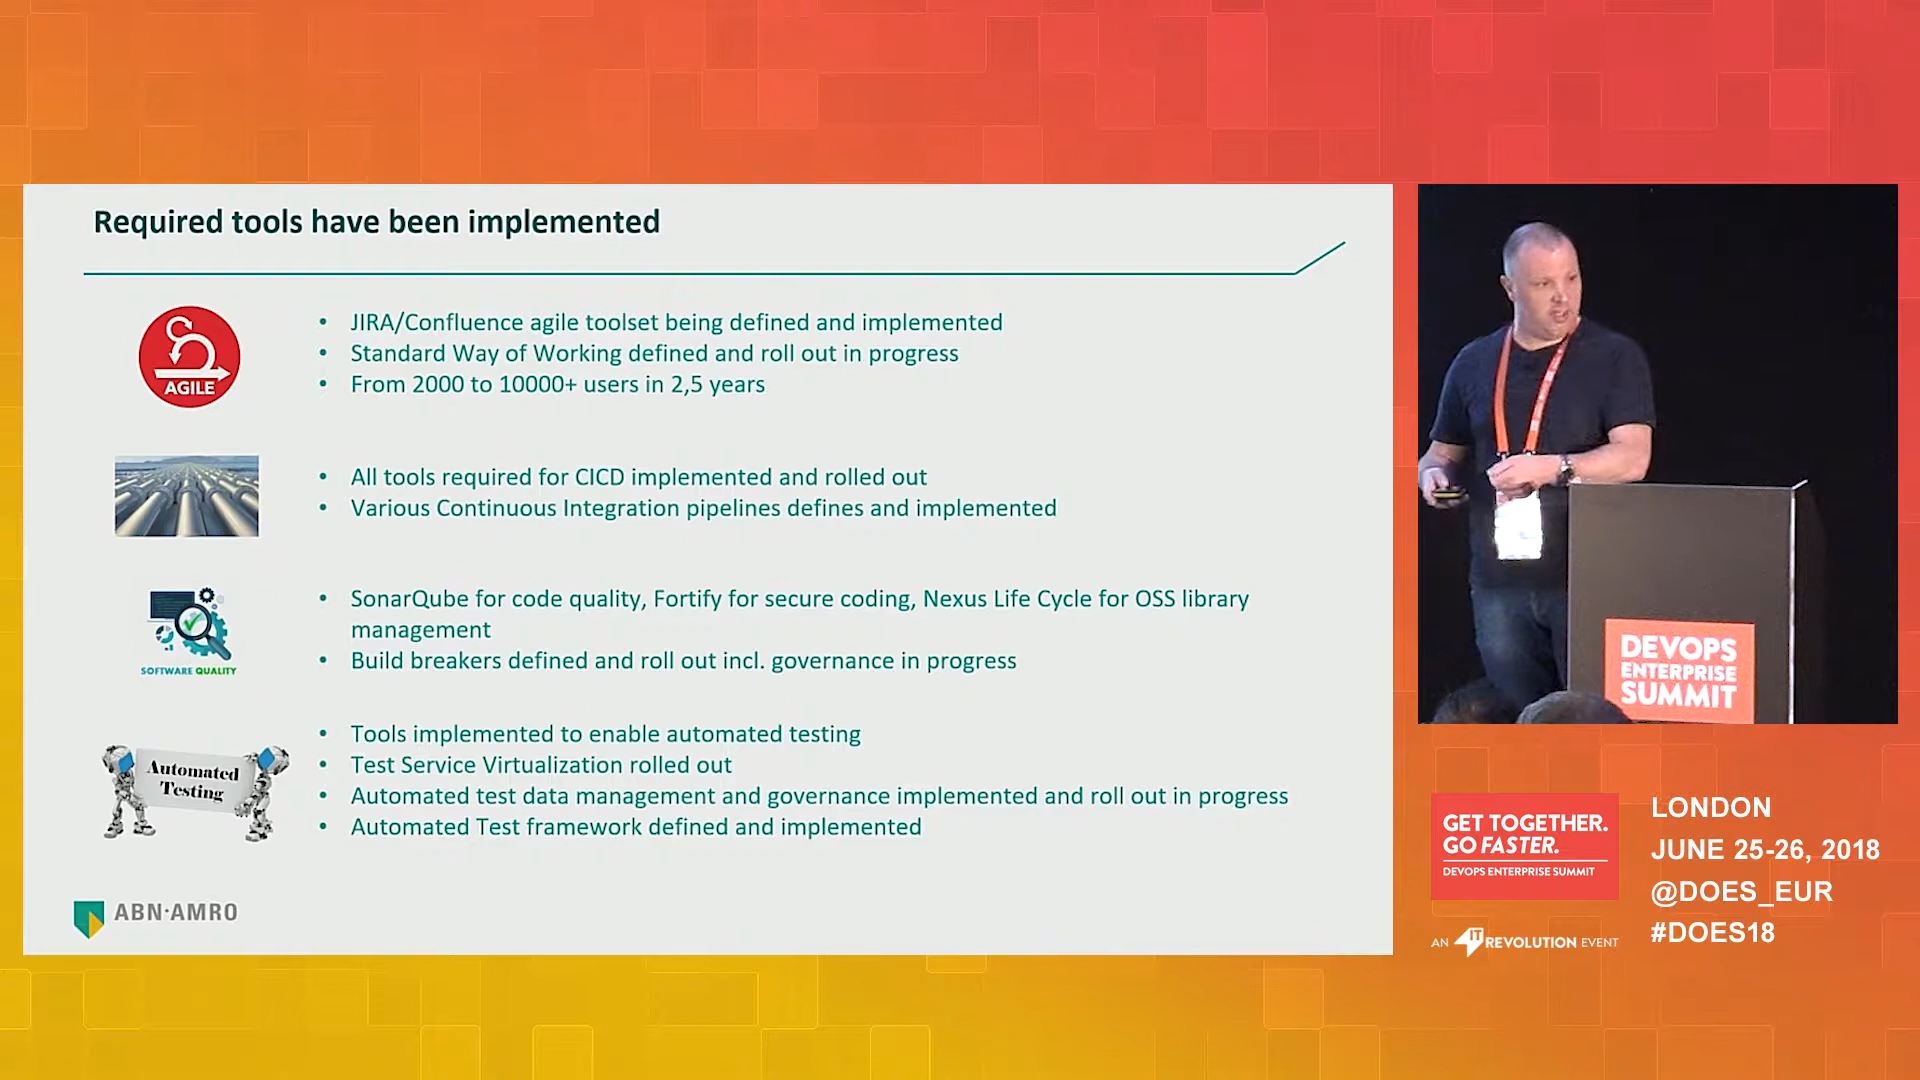 Required tools have been implemented
AGILE
• JIRA/Confluence agile toolset being defined and implemented
• Standard Way of Working defined and roll out in progress
• From 2000 to 10000+ users in 2,5 years
• All tools required for CICD implemented and rolled out
• Various Continuous Integration pipelines defines and implemented
SOFTWARE QUALITY
• SonarQube for code quality, Fortify for secure coding, Nexus Life Cycle for OSS library
management
• Build breakers defined and roll out incl. governance in progress
Automated
Testing
• Tools implemented to enable automated testing
• Test Service Virtualization rolled out
• Automated test data management and governance implemented and roll out in progress
• Automated Test framework defined and implemented
ABN·AMRO
DEVOPS
ENTERPRISE
SUMMIT
GET TOGETHER.
GO FASTER.
DEVOPS ENTERPRISE SUMMIT
AN IT REVOLUTION EVENT
LONDON
JUNE 25-26, 2018
@DOES_EUR
#DOES18